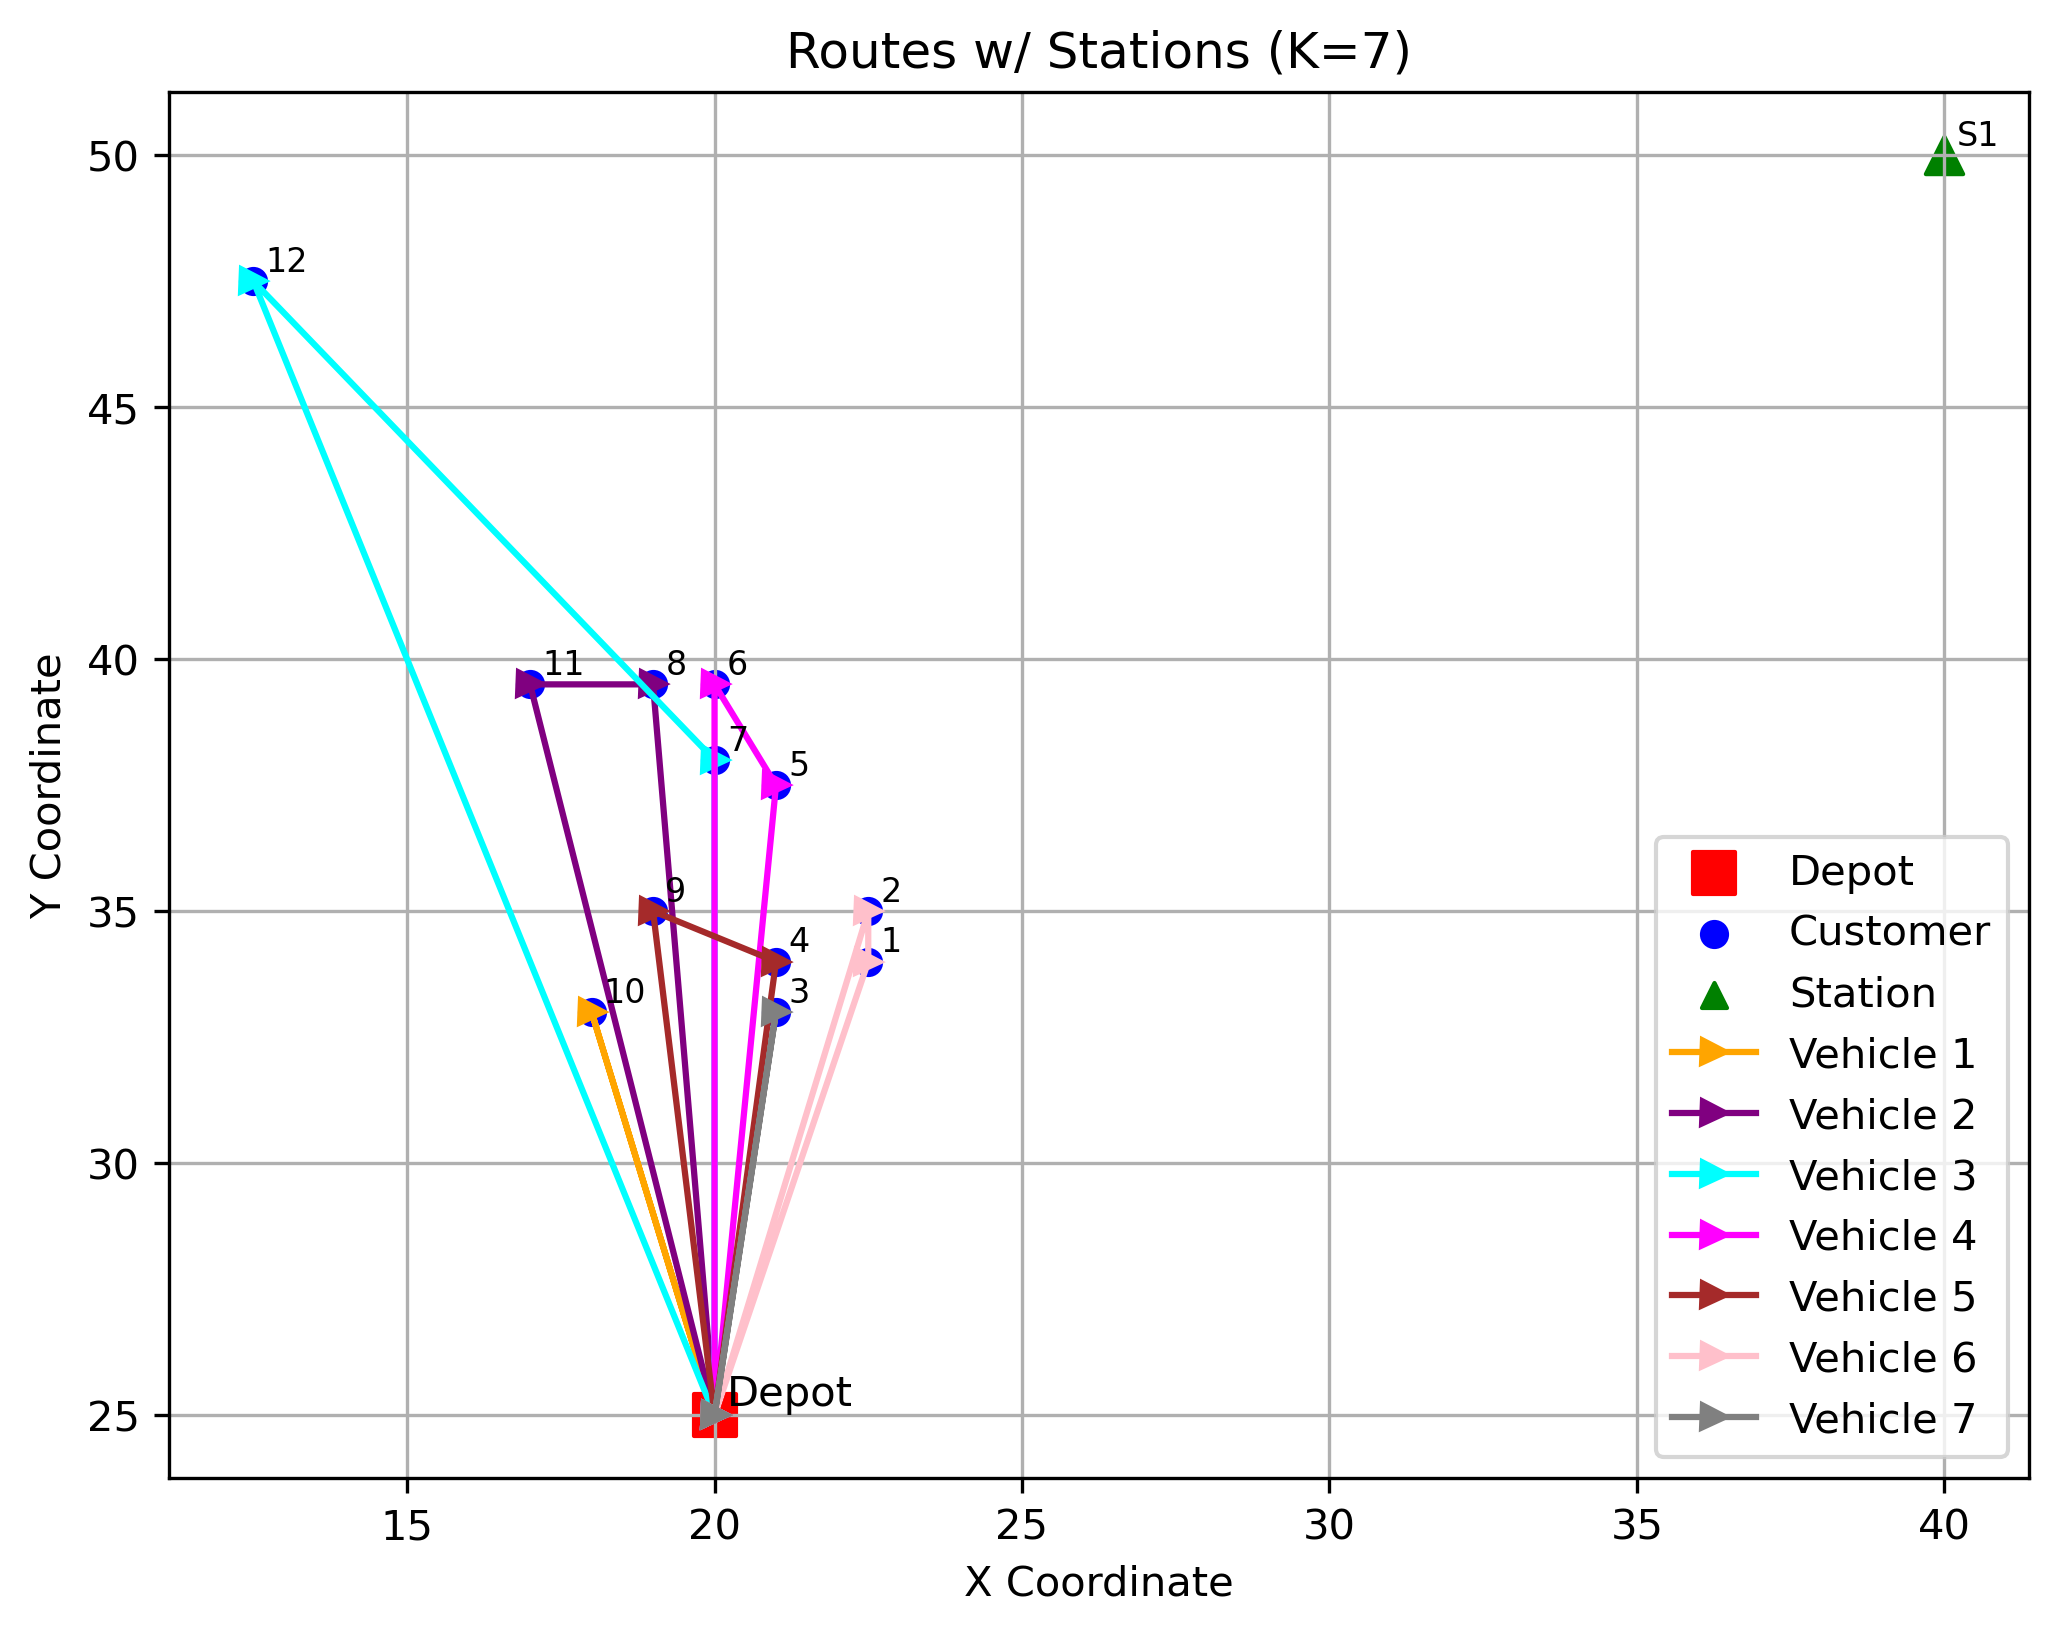 Routes w/ Stations (K=7)
S1
50
12
45
Y Coordinate
11
8
6
40
7
5
9
2
35
4
1
10
3
30
Depot
25
Depot
Customer
Station
Vehicle 1
Vehicle 2
Vehicle 3
Vehicle 4
Vehicle 5
Vehicle 6
Vehicle 7
15
20
25
30
35
40
X Coordinate